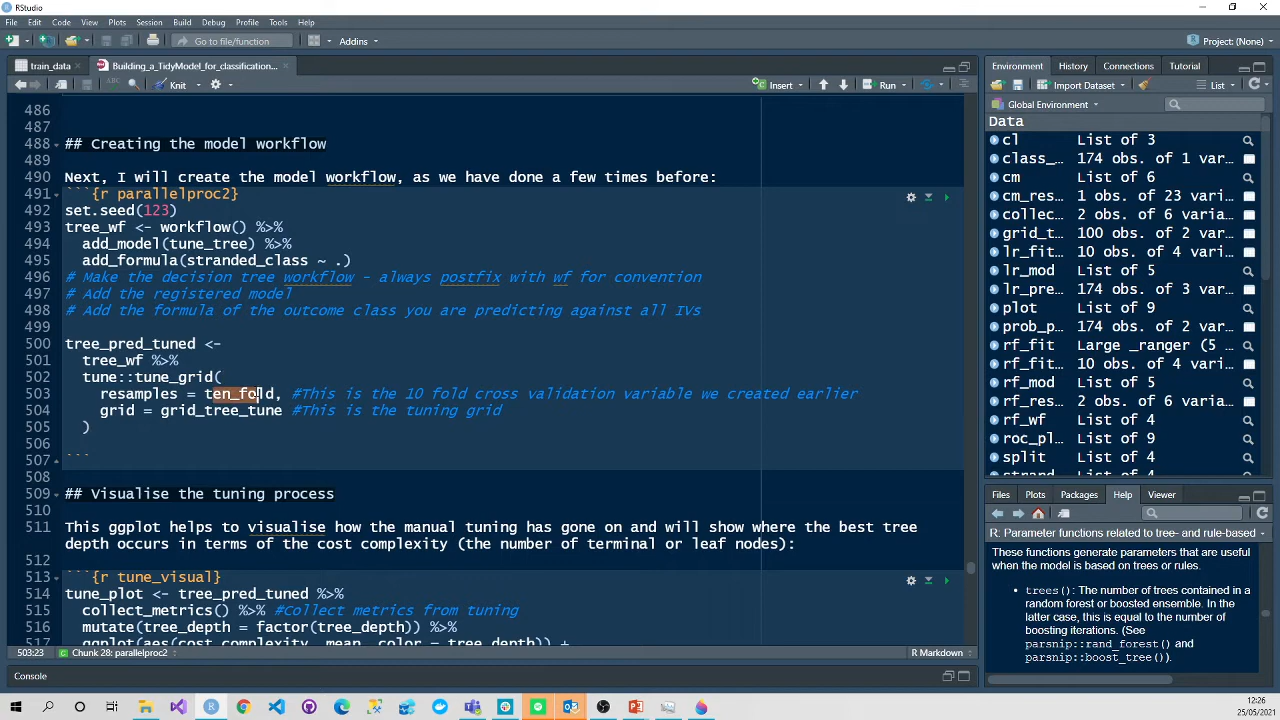 RStudio
File Edit Code View Plots Session Build Debug Profile Tools Help
Go to file/function Addins Project: (None)
train_data Building_a_TidyModel_for_classification...
Knit Insert Run
486
487
488 ## Creating the model workflow
489
490 Next, I will create the model workflow, as we have done a few times before:
491 ```{r parallelproc2}
492 set.seed(123)
493 tree_wf <- workflow() %>%
494 add_model(tune_tree) %>%
495 add_formula(stranded_class ~ .)
496 # Make the decision tree workflow - always postfix with wf for convention
497 # Add the registered model
498 # Add the formula of the outcome class you are predicting against all IVs
499
500 tree_pred_tuned <-
501 tree_wf %>%
502 tune::tune_grid(
503 resamples = ten_fold, #This is the 10 fold cross validation variable we created earlier
504 grid = grid_tree_tune #This is the tuning grid
505 )
506
507 ```
508
509 ## Visualise the tuning process
510
511 This ggplot helps to visualise how the manual tuning has gone on and will show where the best tree
depth occurs in terms of the cost complexity (the number of terminal or leaf nodes):
512
513 ```{r tune_visual}
514 tune_plot <- tree_pred_tuned %>%
515 collect_metrics() %>% #Collect metrics from tuning
516 mutate(tree_depth = factor(tree_depth)) %>%
517 ggplot(aes(cost_complexity, mean, color = tree_depth)) +
503:23 Chunk 28: parallelproc2 R Markdown
Console
Environment History Connections Tutorial
Import Dataset List
Global Environment
Data
cl List of 3
class_… 174 obs. of 1 var…
cm List of 6
cm_res… 1 obs. of 23 varia…
collec… 2 obs. of 6 variab…
grid_t… 100 obs. of 2 var…
lr_fit… 10 obs. of 4 varia…
lr_mod List of 5
lr_pre… 174 obs. of 3 var…
plot List of 9
prob_p… 174 obs. of 2 var…
rf_fit Large _ranger (5 …
rf_fit… 10 obs. of 4 varia…
rf_mod List of 5
rf_res… 2 obs. of 6 variab…
rf_wf List of 4
roc_pl… List of 9
split List of 4
Files Plots Packages Help Viewer
R: Parameter functions related to tree- and rule-based
These functions generate parameters that are useful
when the model is based on trees or rules.
• trees(): The number of trees contained in a
random forest or boosted ensemble. In the
latter case, this is equal to the number of
boosting iterations. (See
parsnip::rand_forest() and
parsnip::boost_tree()).
12:26
25/05/2021